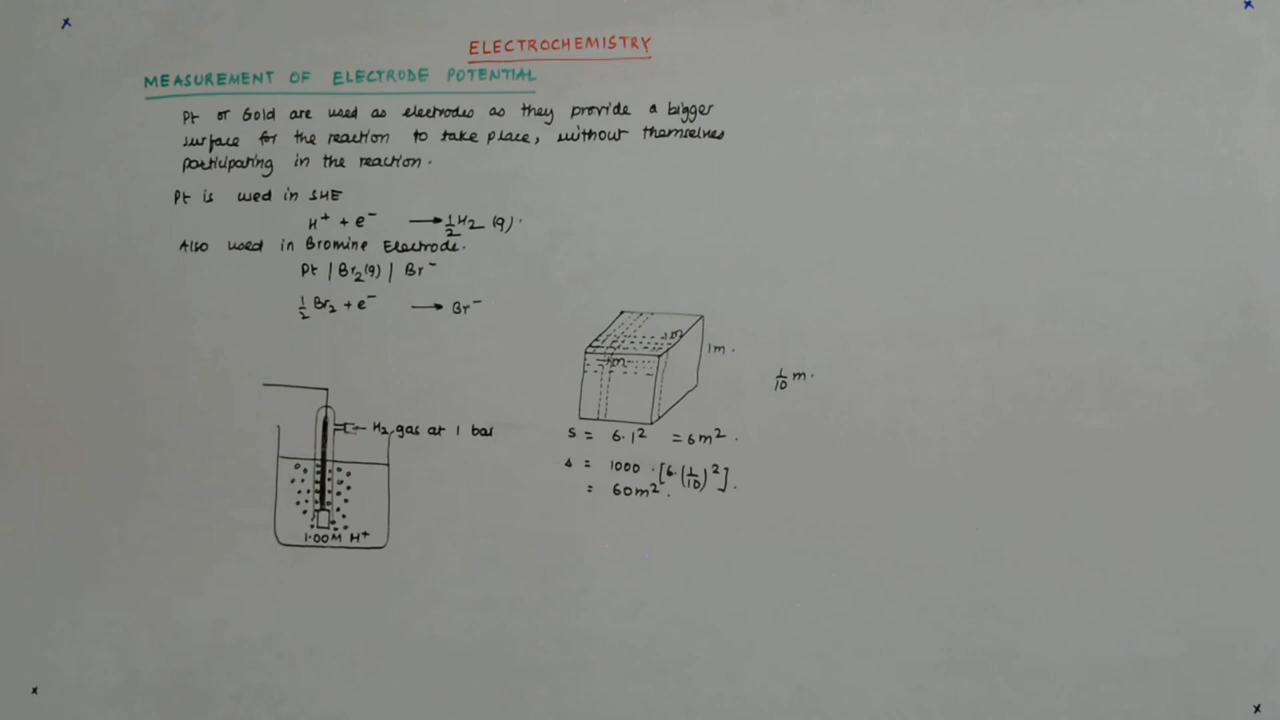 ELECTROCHEMISTRY
MEASUREMENT OF ELECTRODE POTENTIAL
Pt or Gold are used as electrodes as they provide a bigger
surface for the reaction to take place, without themselves
participating in the reaction.
Pt is used in SHE
H⁺ + e⁻ ⟶ ½H₂ (g).
Also used in Bromine Electrode.
Pt | Br₂(g) | Br⁻
½Br₂ + e⁻ ⟶ Br⁻
1m
1m
1m.
1/10 m.
H₂ gas at 1 bar
1.00M H⁺
S = 6.1² = 6m².
s = 1000 . [6.(1/10)²].
= 60m².